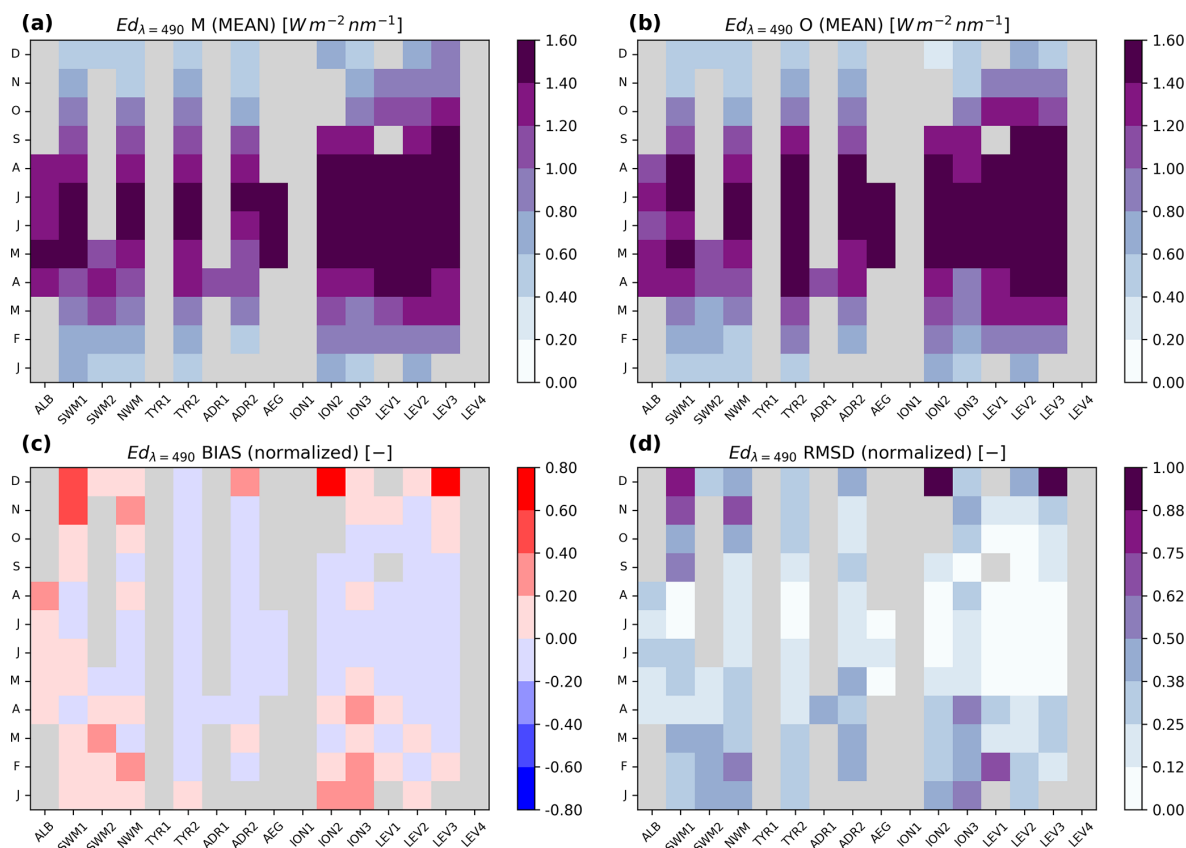 (a) Ed_{λ=490} M (MEAN) [W m^{-2} nm^{-1}]
D
N
O
S
A
J
J
M
A
M
F
J
ALB SWM1 SWM2 NWM TYR1 TYR2 ADR1 ADR2 AEG ION1 ION2 ION3 LEV1 LEV2 LEV3 LEV4
1.60
1.40
1.20
1.00
0.80
0.60
0.40
0.20
0.00
(b) Ed_{λ=490} O (MEAN) [W m^{-2} nm^{-1}]
D
N
O
S
A
J
J
M
A
M
F
J
ALB SWM1 SWM2 NWM TYR1 TYR2 ADR1 ADR2 AEG ION1 ION2 ION3 LEV1 LEV2 LEV3 LEV4
1.60
1.40
1.20
1.00
0.80
0.60
0.40
0.20
0.00
(c) Ed_{λ=490} BIAS (normalized) [−]
D
N
O
S
A
J
J
M
A
M
F
J
ALB SWM1 SWM2 NWM TYR1 TYR2 ADR1 ADR2 AEG ION1 ION2 ION3 LEV1 LEV2 LEV3 LEV4
0.80
0.60
0.40
0.20
0.00
-0.20
-0.40
-0.60
-0.80
(d) Ed_{λ=490} RMSD (normalized) [−]
D
N
O
S
A
J
J
M
A
M
F
J
ALB SWM1 SWM2 NWM TYR1 TYR2 ADR1 ADR2 AEG ION1 ION2 ION3 LEV1 LEV2 LEV3 LEV4
1.00
0.88
0.75
0.62
0.50
0.38
0.25
0.12
0.00